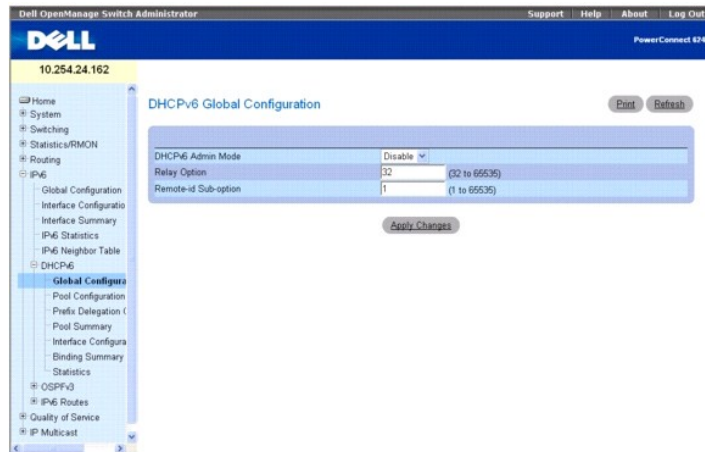 Dell OpenManage Switch Administrator
Support Help About Log Out
DELL
PowerConnect 624
10.254.24.162
Home
System
Switching
Statistics/RMON
Routing
IPv6
Global Configuration
Interface Configuratio
Interface Summary
IPv6 Statistics
IPv6 Neighbor Table
DHCPv6
Global Configura
Pool Configuration
Prefix Delegation C
Pool Summary
Interface Configura
Binding Summary
Statistics
OSPFv3
IPv6 Routes
Quality of Service
IP Multicast
DHCPv6 Global Configuration
Print Refresh
DHCPv6 Admin Mode Disable
Relay Option 32 (32 to 65535)
Remote-id Sub-option 1 (1 to 65535)
Apply Changes